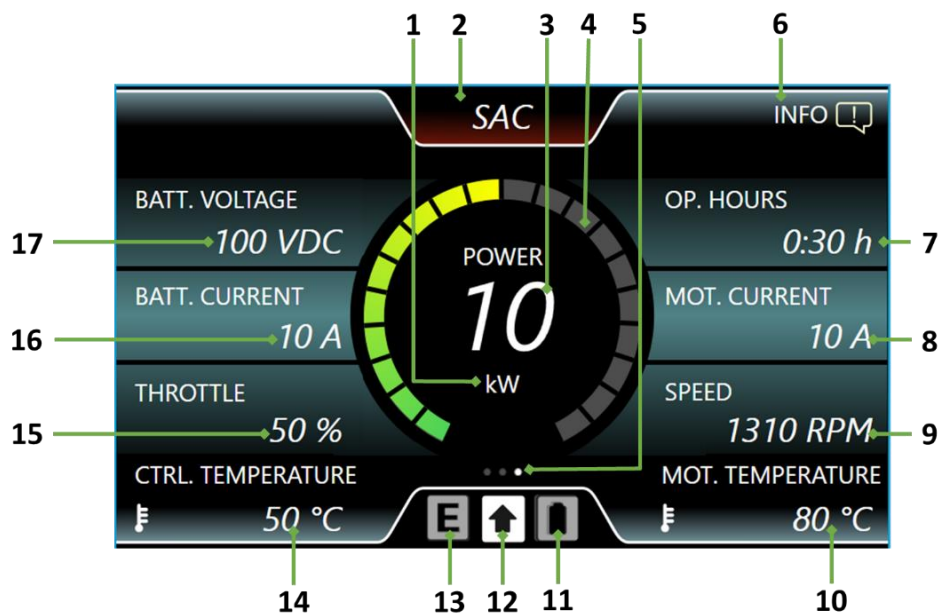 1 2 3 4 5 6
SAC
INFO
BATT. VOLTAGE
100 VDC
BATT. CURRENT
10 A
THROTTLE
50 %
CTRL. TEMPERATURE
50 °C
POWER
10
kW
OP. HOURS
0:30 h
MOT. CURRENT
10 A
SPEED
1310 RPM
MOT. TEMPERATURE
80 °C
E
17
16
15
7
8
9
14 13 12 11 10